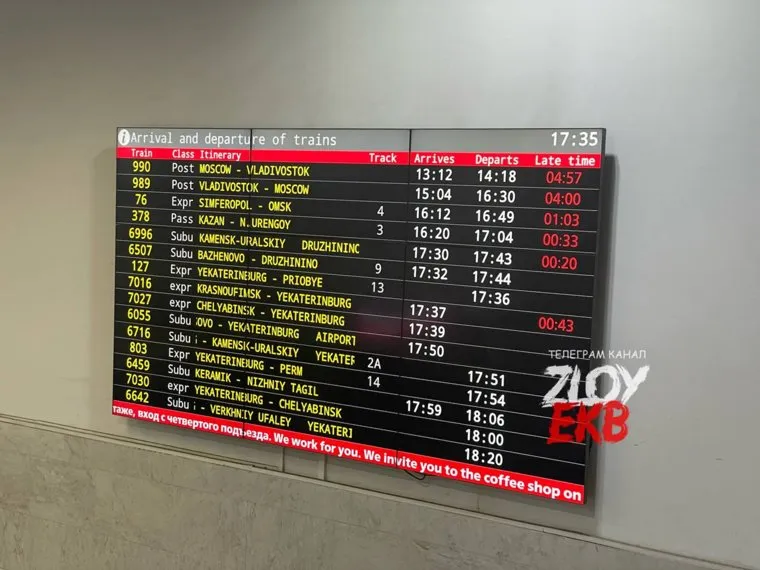 i Arrival and departure of trains 17:35
Train Class Itinerary Track Arrives Departs Late time
990 Post MOSCOW - VLADIVOSTOK 13:12 14:18 04:57
989 Post VLADIVOSTOK - MOSCOW 15:04 16:30 04:00
76 Expr SIMFEROPOL - OMSK 4 16:12 16:49 01:03
378 Pass KAZAN - N.URENGOY 3 16:20 17:04 00:33
6996 Subu KAMENSK-URALSKIY DRUZHININO 17:30 17:43 00:20
6507 Subu BAZHENOVO - DRUZHININO 9 17:32 17:44
127 Expr YEKATERINBURG - PRIOBYE 13 17:36
7016 expr KRASNOUFIMSK - YEKATERINBURG 17:37 00:43
7027 expr CHELYABINSK - YEKATERINBURG 17:39
6055 Subu OVO - YEKATERINBURG AIRPORT 17:50
6716 Subu - KAMENSK-URALSKIY YEKATER 2A 17:51
803 Expr YEKATERINBURG - PERM 14 17:54
6459 Subu KERAMIK - NIZHNIY TAGIL 17:59 18:06
7030 expr YEKATERINBURG - CHELYABINSK 18:00
6642 Subu - VERKHNIY UFALEY YEKATERI 18:20
таже, вход с четвертого подъезда. We work for you. We invite you to the coffee shop on
ТЕЛЕГРАМ КАНАЛ
ZLOY
EKB